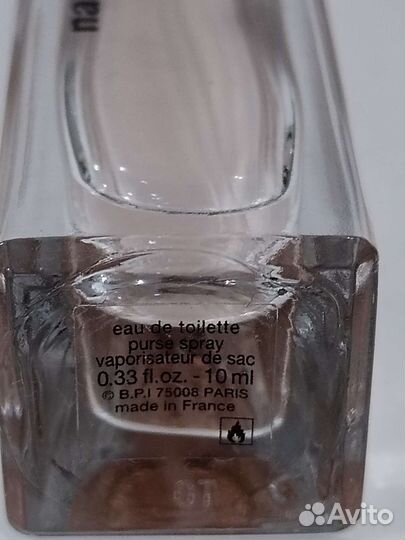 na
eau de toilette
purse spray
vaporisateur de sac
0.33 fl.oz. - 10 ml
© B.P.I 75008 PARIS
made in France
Avito